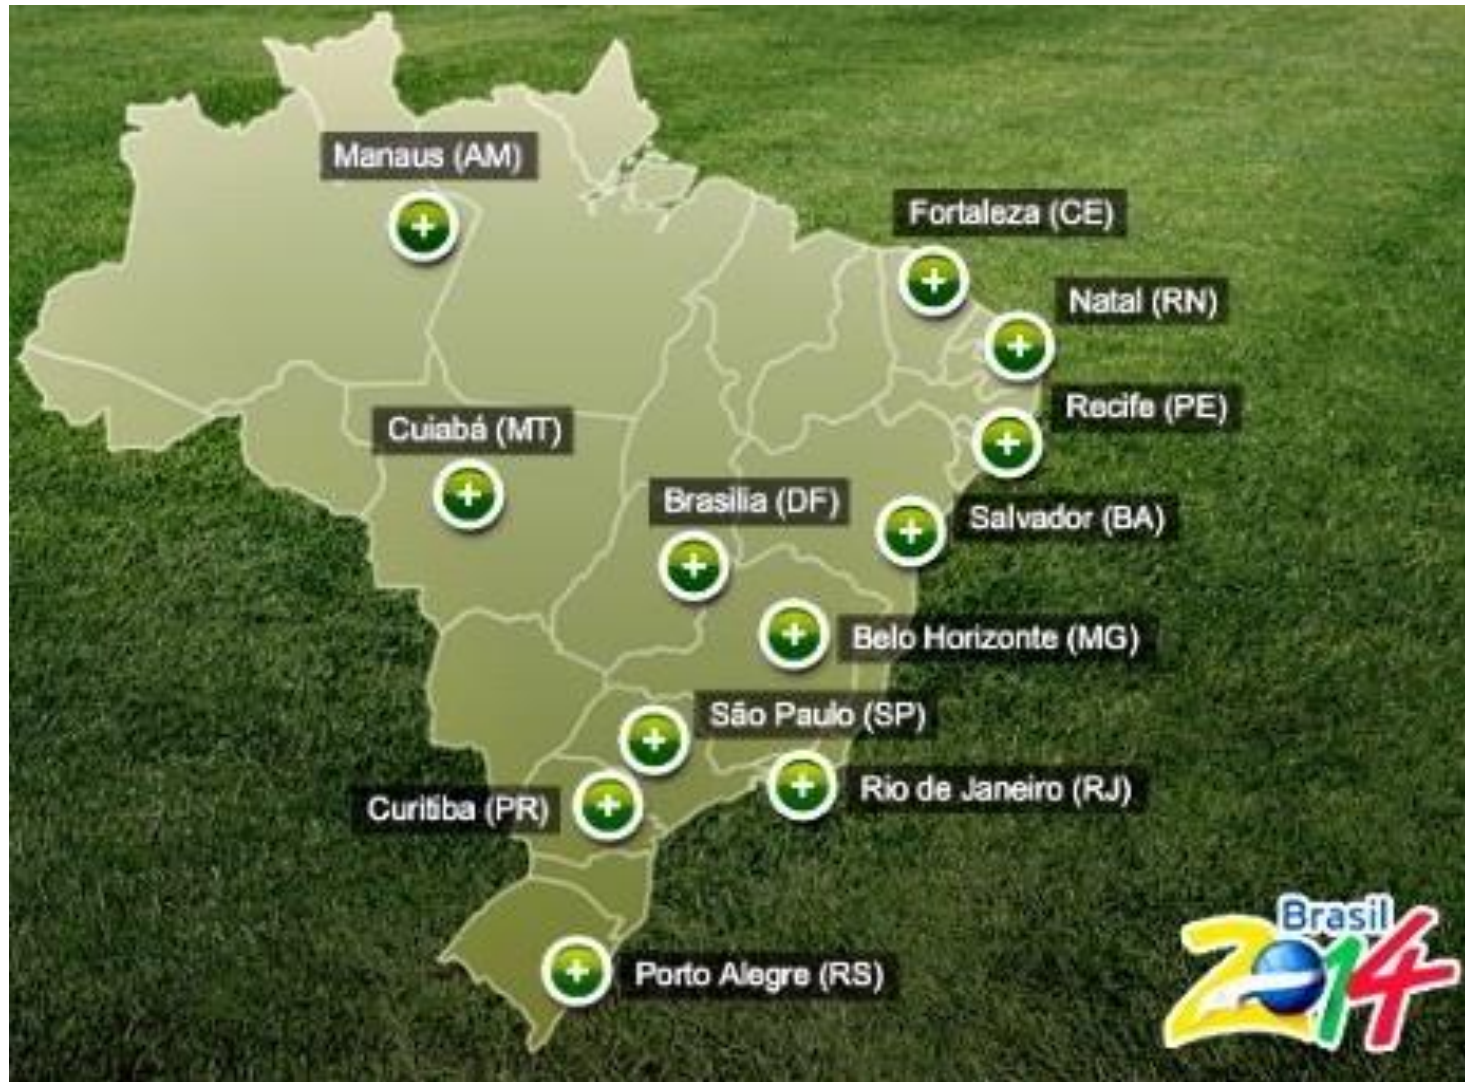 Manaus (AM)
Fortaleza (CE)
Natal (RN)
Recife (PE)
Cuiabá (MT)
Brasilia (DF)
Salvador (BA)
Belo Horizonte (MG)
São Paulo (SP)
Rio de Janeiro (RJ)
Curitiba (PR)
Porto Alegre (RS)
Brasil
2014